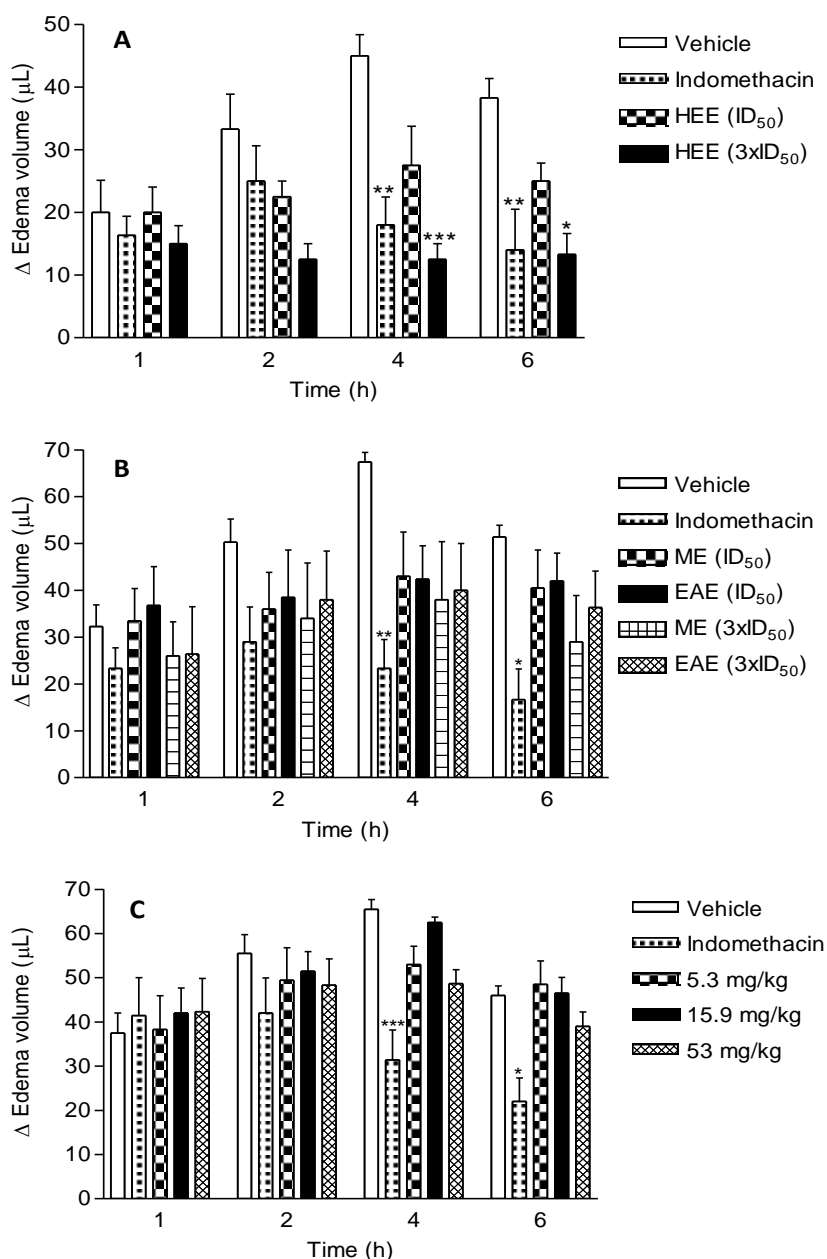 A
Δ Edema volume (μL)
50
40
30
20
10
0
** *** ** *
1 2 4 6
Time (h)
Vehicle
Indomethacin
HEE (ID50)
HEE (3xID50)
B
Δ Edema volume (μL)
70
60
50
40
30
20
10
0
** *
1 2 4 6
Time (h)
Vehicle
Indomethacin
ME (ID50)
EAE (ID50)
ME (3xID50)
EAE (3xID50)
C
Δ Edema volume (μL)
70
60
50
40
30
20
10
0
*** *
1 2 4 6
Time (h)
Vehicle
Indomethacin
5.3 mg/kg
15.9 mg/kg
53 mg/kg